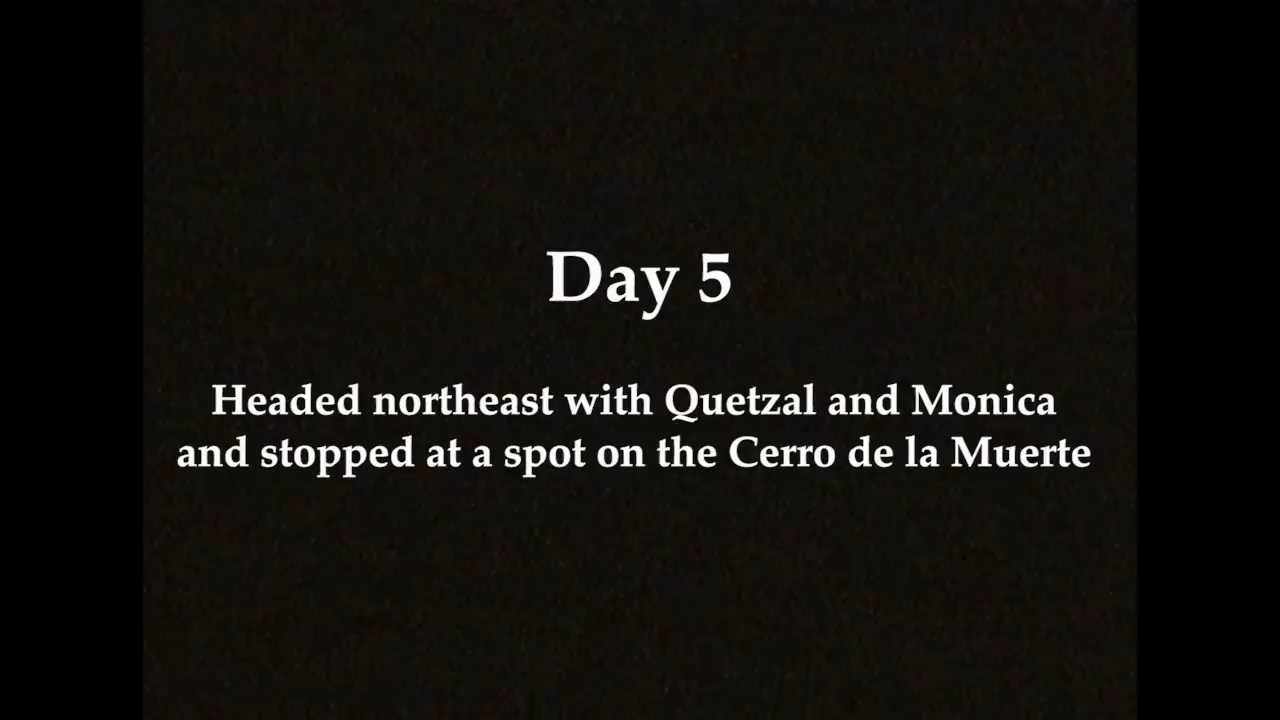 Day 5
Headed northeast with Quetzal and Monica
and stopped at a spot on the Cerro de la Muerte